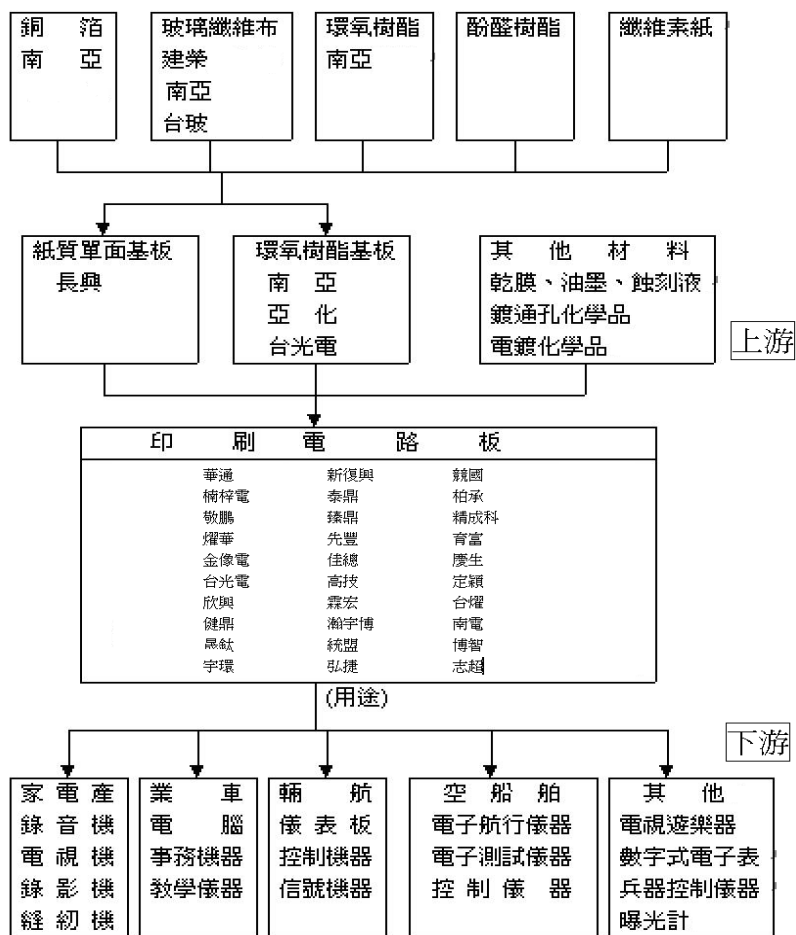 銅 箔
南 亞
玻璃纖維布
建榮
南亞
台玻
環氧樹酯
南亞
酚醛樹酯
纖維素紙
紙質單面基板
長興
環氧樹酯基板
南 亞
亞 化
台光電
其 他 材 料
乾膜、油墨、蝕刻液
鍍通孔化學品
電鍍化學品
上游
印 刷 電 路 板
華通 新復興 競國
楠梓電 泰鼎 柏承
敬鵬 臻鼎 精成科
燿華 先豐 育富
金像電 佳總 慶生
台光電 高技 定穎
欣興 霖宏 台燿
健鼎 瀚宇博 南電
晟鈦 統盟 博智
宇環 弘捷 志超
(用途)
下游
家 電 產
錄 音 機
電 視 機
錄 影 機
縫 紉 機
業 車
電 腦
事務機器
教學儀器
輛 航
儀 表 板
控制機器
信號機器
空 船 舶
電子航行儀器
電子測試儀器
控 制 儀 器
其 他
電視遊樂器
數字式電子表
兵器控制儀器
曝光計